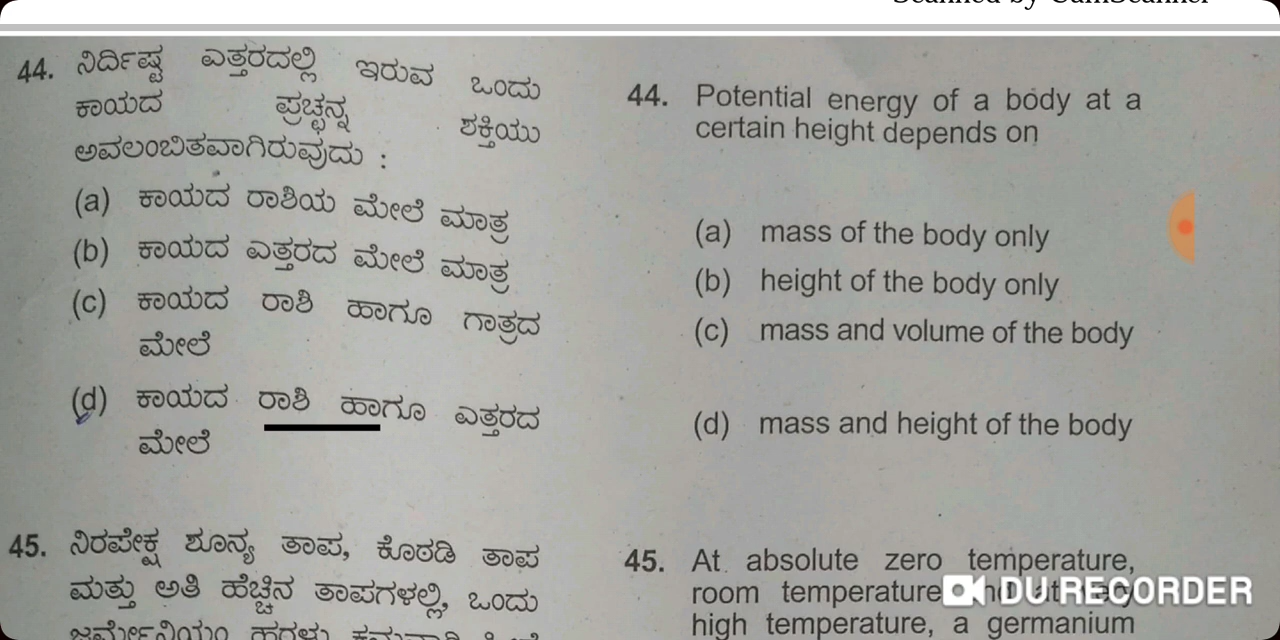 Scanned by CamScanner
44. ನಿರ್ದಿಷ್ಟ ಎತ್ತರದಲ್ಲಿ ಇರುವ ಒಂದು
ಕಾಯದ ಪ್ರಚ್ಛನ್ನ ಶಕ್ತಿಯು
ಅವಲಂಬಿತವಾಗಿರುವುದು :
(a) ಕಾಯದ ರಾಶಿಯ ಮೇಲೆ ಮಾತ್ರ
(b) ಕಾಯದ ಎತ್ತರದ ಮೇಲೆ ಮಾತ್ರ
(c) ಕಾಯದ ರಾಶಿ ಹಾಗೂ ಗಾತ್ರದ
ಮೇಲೆ
(d) ಕಾಯದ ರಾಶಿ ಹಾಗೂ ಎತ್ತರದ
ಮೇಲೆ
45. ನಿರಪೇಕ್ಷ ಶೂನ್ಯ ತಾಪ, ಕೊಠಡಿ ತಾಪ
ಮತ್ತು ಅತಿ ಹೆಚ್ಚಿನ ತಾಪಗಳಲ್ಲಿ, ಒಂದು
44. Potential energy of a body at a
certain height depends on
(a) mass of the body only
(b) height of the body only
(c) mass and volume of the body
(d) mass and height of the body
45. At absolute zero temperature,
room temperature
high temperature, a germanium
DU RECORDER